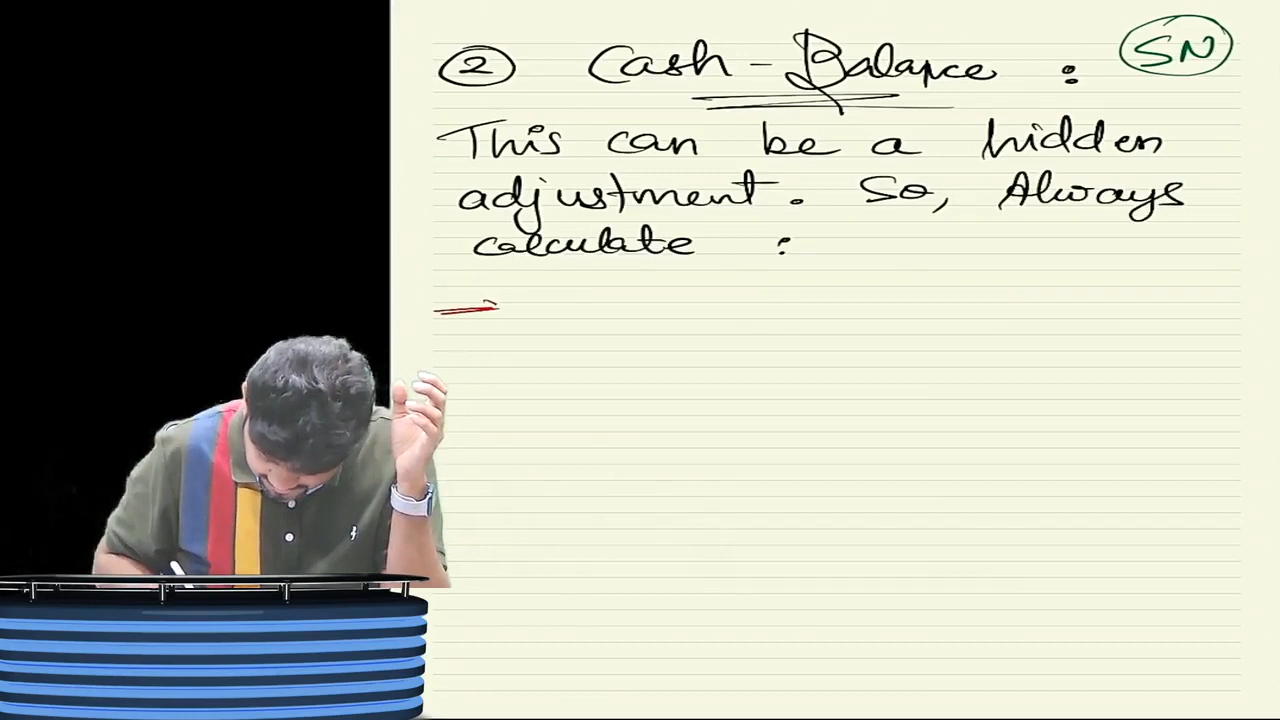 ② Cash - Balance : SN
This can be a hidden
adjustment. So, Always
calculate :